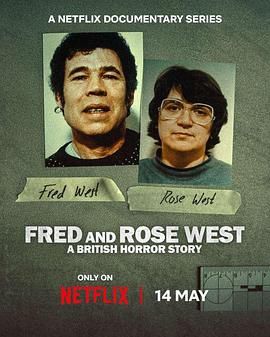 A NETFLIX DOCUMENTARY SERIES
Fred West
Rose West
FRED AND ROSE WEST
A BRITISH HORROR STORY
ONLY ON
NETFLIX | 14 MAY